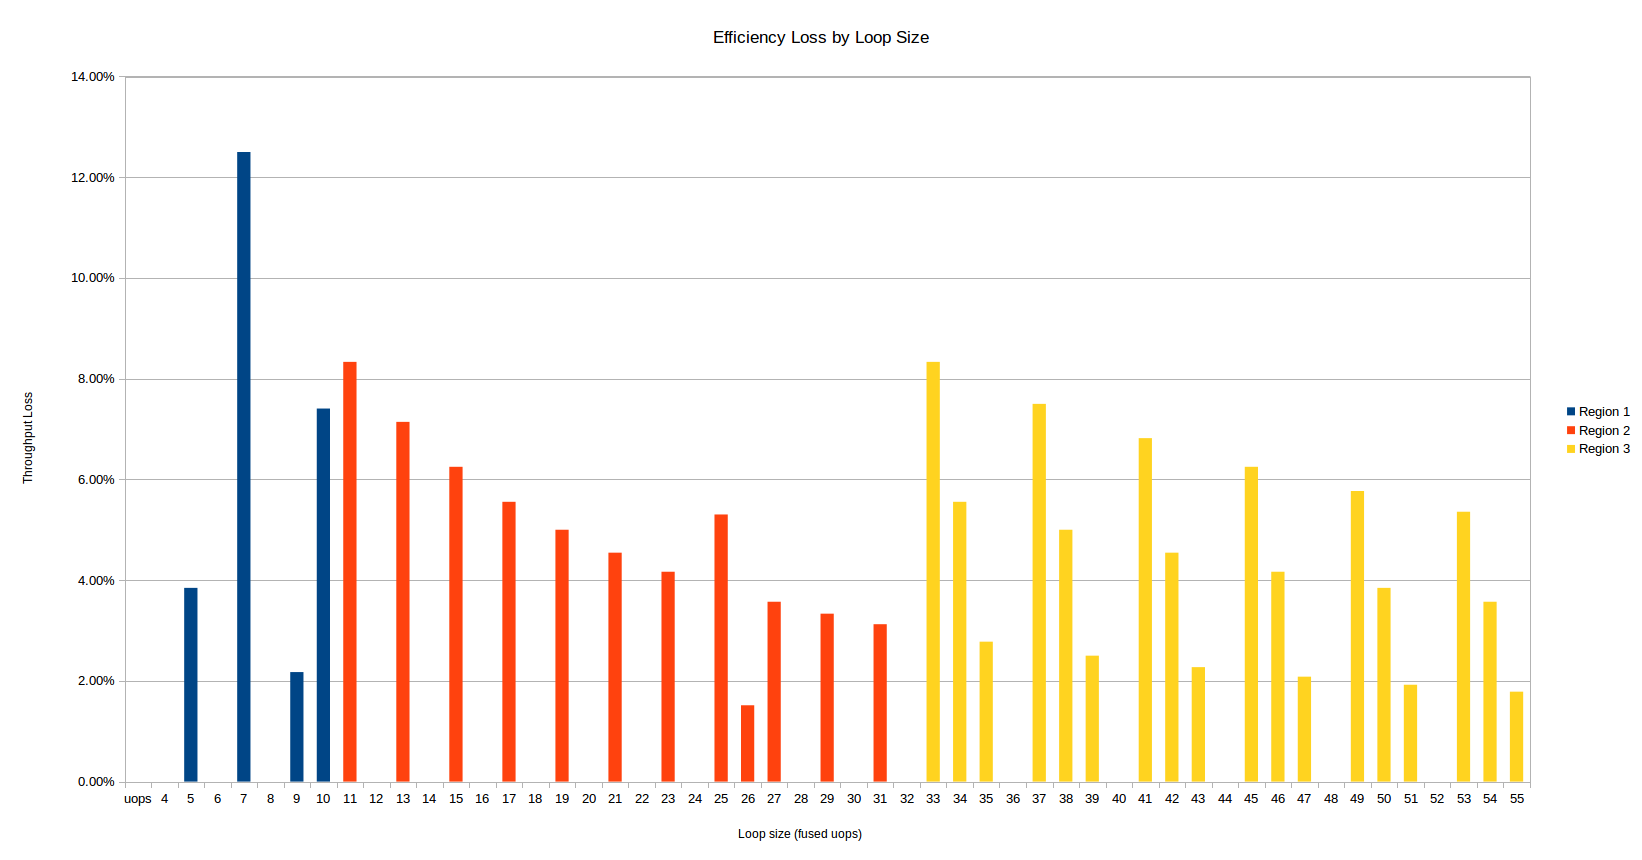 Efficiency Loss by Loop Size
14.00%
12.00%
10.00%
8.00%
6.00%
4.00%
2.00%
0.00%
Throughput Loss
uops 4 5 6 7 8 9 10 11 12 13 14 15 16 17 18 19 20 21 22 23 24 25 26 27 28 29 30 31 32 33 34 35 36 37 38 39 40 41 42 43 44 45 46 47 48 49 50 51 52 53 54 55
Loop size (fused uops)
Region 1
Region 2
Region 3